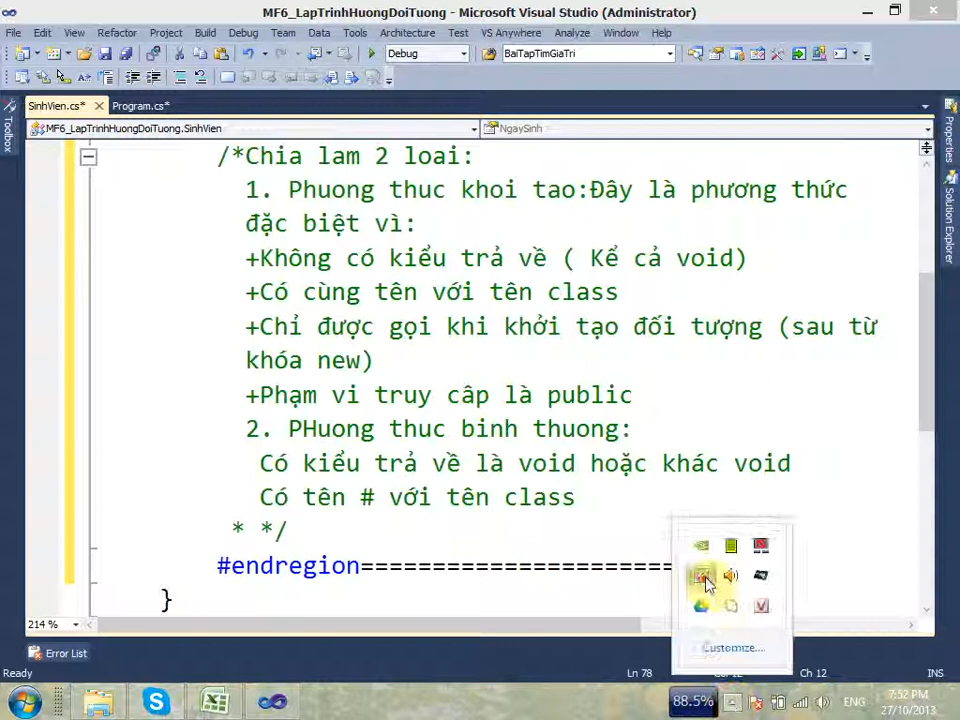 MF6_LapTrinhHuongDoiTuong - Microsoft Visual Studio (Administrator)
File Edit View Refactor Project Build Debug Team Data Tools Architecture Test VS Anywhere Analyze Window Help
Debug BaiTapTimGiaTri
SinhVien.cs* Program.cs*
MF6_LapTrinhHuongDoiTuong.SinhVien NgaySinh
Toolbox
Properties
Solution Explorer
/*Chia lam 2 loai:
1. Phuong thuc khoi tao:Đây là phương thức
đặc biệt vì:
+Không có kiểu trả về ( Kể cả void)
+Có cùng tên với tên class
+Chỉ được gọi khi khởi tạo đối tượng (sau từ
khóa new)
+Phạm vi truy câp là public
2. PHuong thuc binh thuong:
Có kiểu trả về là void hoặc khác void
Có tên # với tên class
* */
#endregion======================
}
Customize...
214 %
Error List
Ready Ln 78 Ch 12 INS
88.5% ENG 7:52 PM
27/10/2013